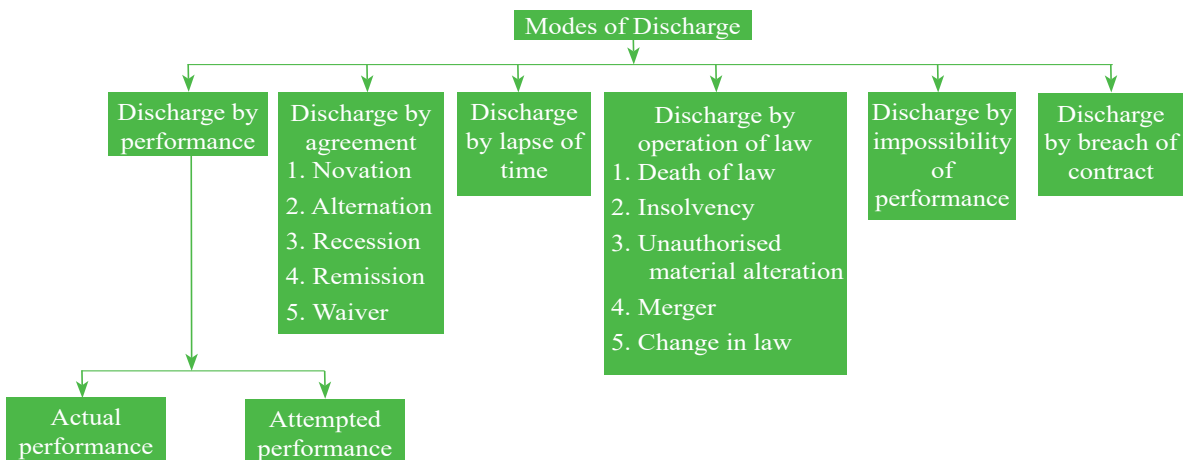 Modes of Discharge
Discharge by
performance
Discharge by
agreement
1. Novation
2. Alternation
3. Recession
4. Remission
5. Waiver
Discharge
by lapse of
time
Discharge by
operation of law
1. Death of law
2. Insolvency
3. Unauthorised
material alteration
4. Merger
5. Change in law
Discharge by
impossibility
of
performance
Discharge
by breach of
contract
Actual
performance
Attempted
performance